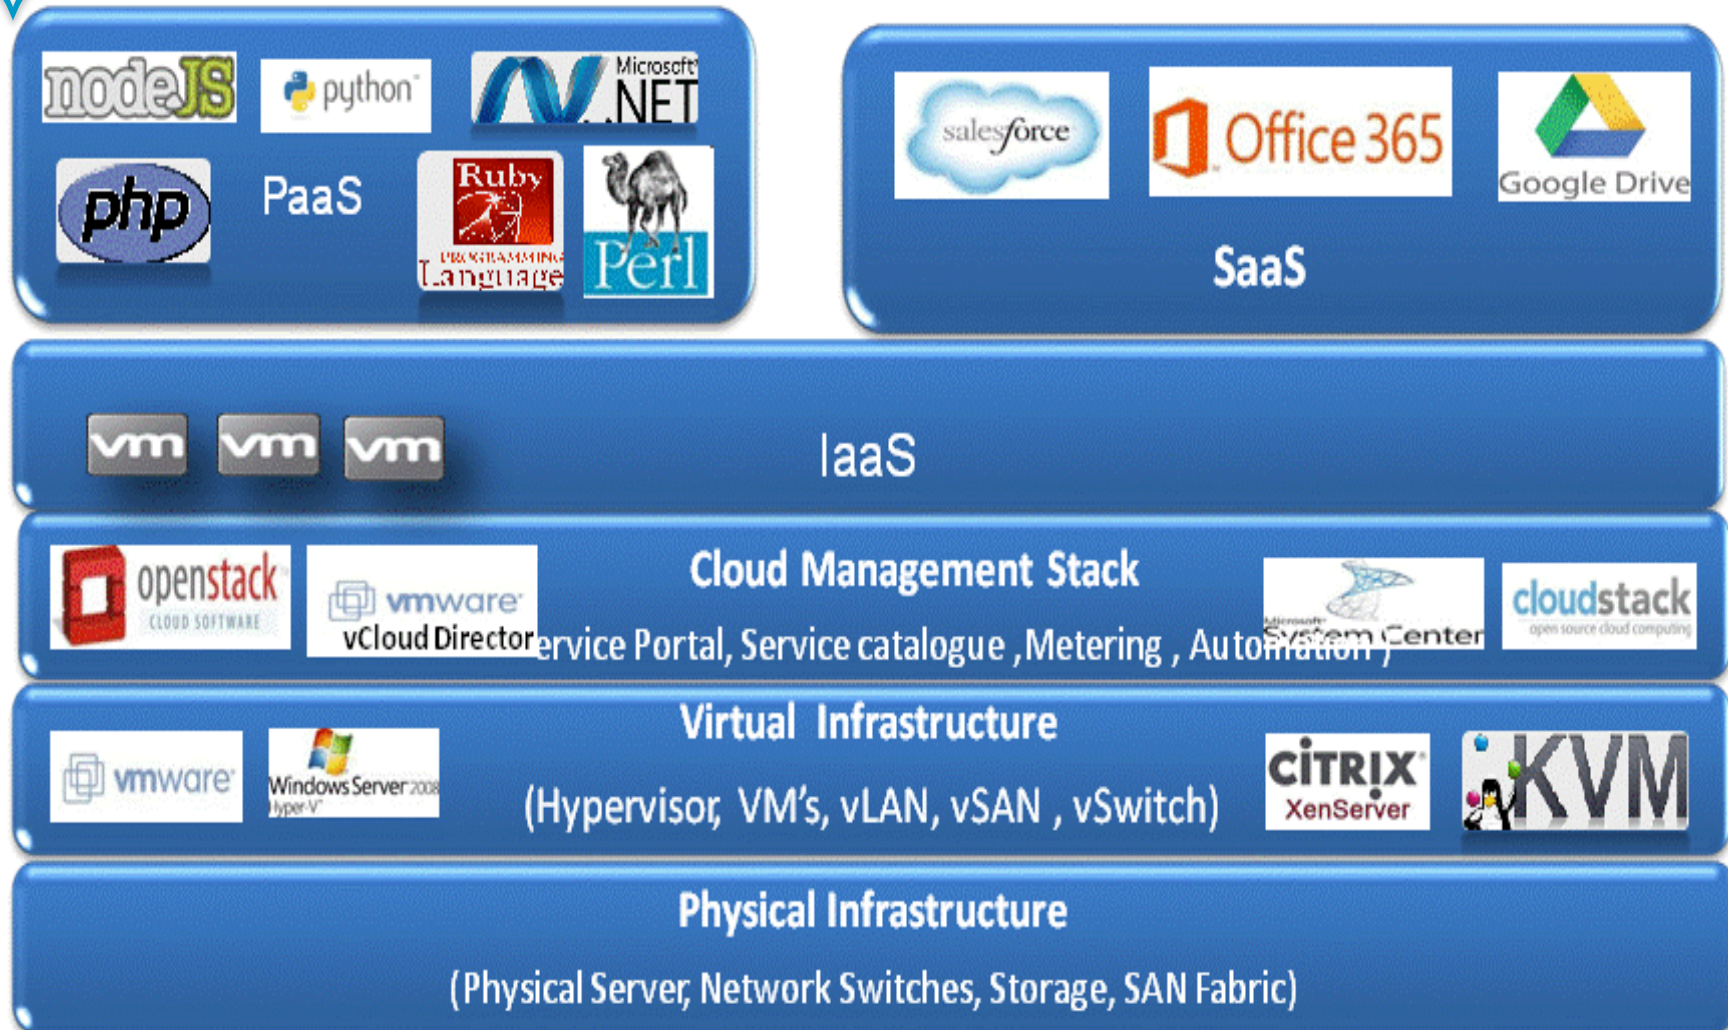 nodeJS
python
Microsoft
.NET
php
PaaS
Ruby
PROGRAMMING
Language
Perl
salesforce
Office 365
Google Drive
SaaS
vm vm vm
IaaS
openstack
CLOUD SOFTWARE
vmware
vCloud Director
Cloud Management Stack
ervice Portal, Service catalogue ,Metering , Automation )
Microsoft
System Center
cloudstack
open source cloud computing
vmware
Windows Server 2008
Hyper-V
Virtual Infrastructure
(Hypervisor, VM's, vLAN, vSAN , vSwitch)
CITRIX
XenServer
KVM
Physical Infrastructure
(Physical Server, Network Switches, Storage, SAN Fabric)